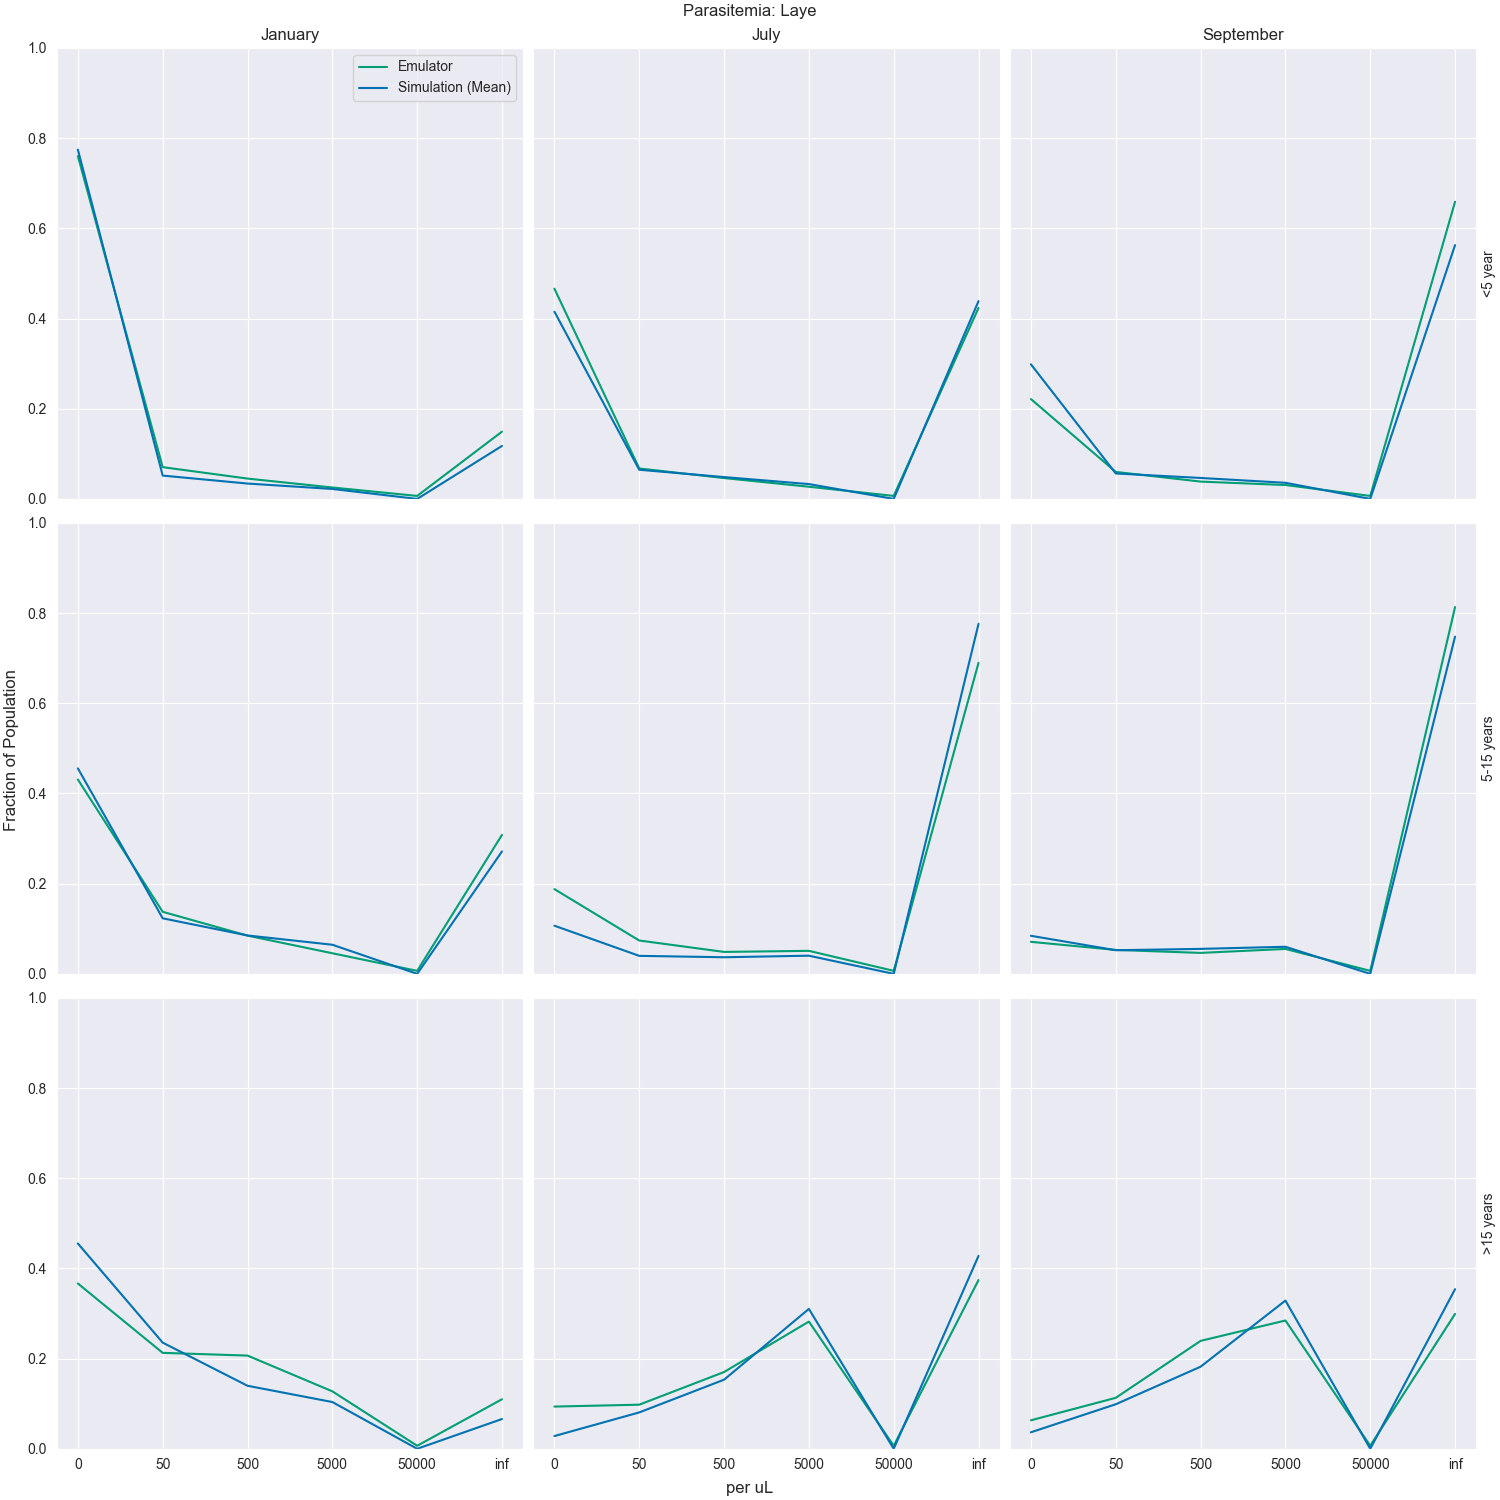 Parasitemia: Laye
January
July
September
Emulator
Simulation (Mean)
1.0
0.8
0.6
0.4
0.2
0.0
<5 year
1.0
0.8
0.6
0.4
0.2
0.0
5-15 years
Fraction of Population
1.0
0.8
0.6
0.4
0.2
0.0
>15 years
0 50 500 5000 50000 inf
0 50 500 5000 50000 inf
0 50 500 5000 50000 inf
per uL